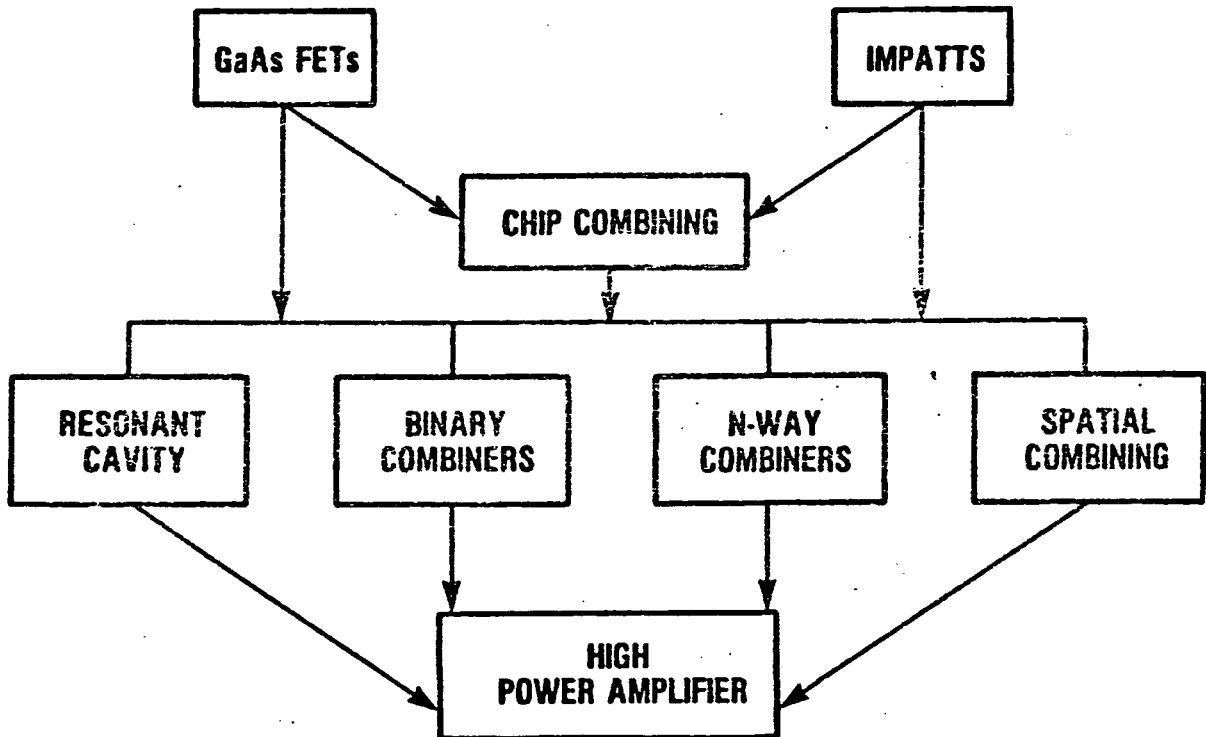 GaAs FETs
IMPATTS
CHIP COMBINING
RESONANT
CAVITY
BINARY
COMBINERS
N-WAY
COMBINERS
SPATIAL
COMBINING
HIGH
POWER AMPLIFIER